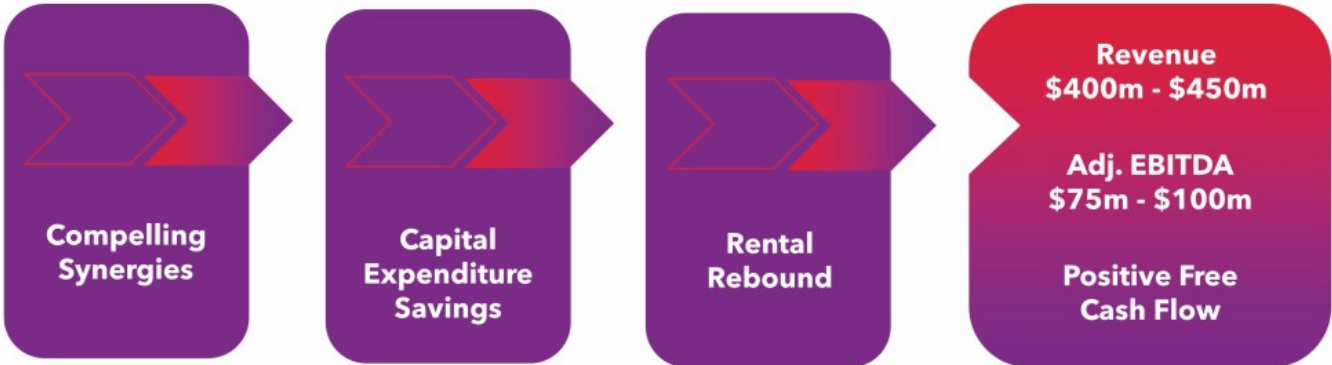 Compelling
Synergies
Capital
Expenditure
Savings
Rental
Rebound
Revenue
$400m - $450m
Adj. EBITDA
$75m - $100m
Positive Free
Cash Flow